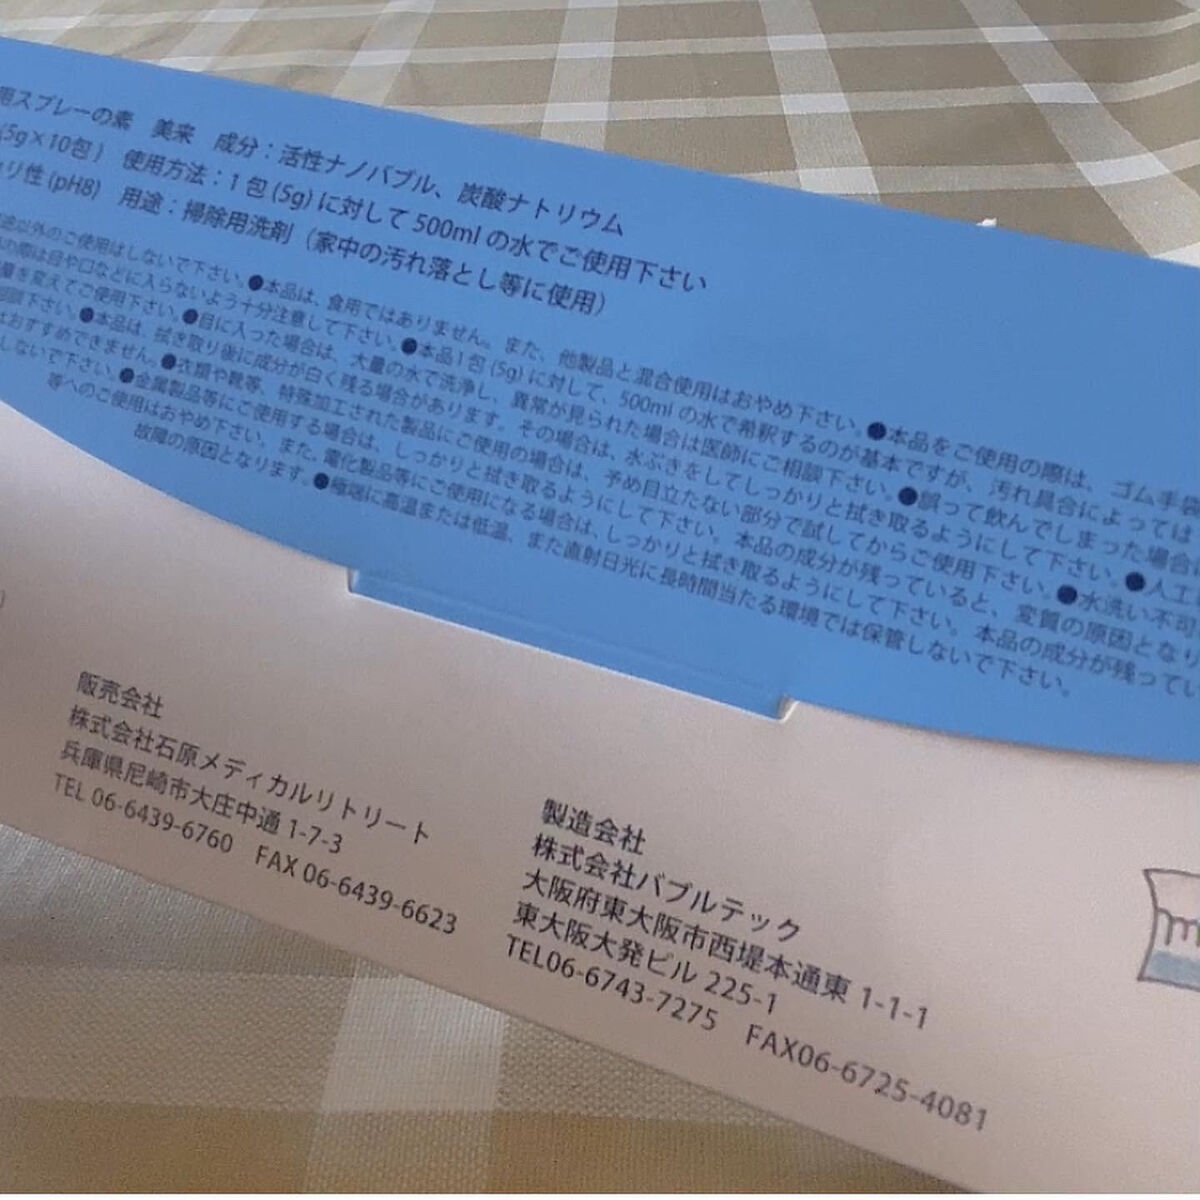 用スプレーの素　美来　成分：活性ナノバブル、炭酸ナトリウム
(5g×10包)　使用方法：1包(5g)に対して500mlの水でご使用下さい
リ性(pH8)　用途：掃除用洗剤（家中の汚れ落とし等に使用）
途以外のご使用はしないで下さい。●本品は、食用ではありません。また、他製品と混合使用はおやめ下さい。●本品をご使用の際は、ゴム手袋
の際は目や口などに入らないよう十分注意して下さい。●本品1包(5g)に対して、500mlの水で希釈するのが基本ですが、汚れ具合によっては
量を変えてご使用下さい。●目に入った場合は、大量の水で洗浄し、異常が見られた場合は医師にご相談下さい。●誤って飲んでしまった場合
下さい。●本品は、拭き取り後に成分が白く残る場合があります。その場合は、水ぶきをしてしっかりと拭き取るようにして下さい。●人工
はおすすめできません。●衣類や靴等、特殊加工された製品にご使用の場合は、予め目立たない部分で試してからご使用下さい。●水洗い不可
しないで下さい。●金属製品等にご使用する場合は、しっかりと拭き取るようにして下さい。本品の成分が残っていると、変質の原因となり
等へのご使用はおやめ下さい。また、電化製品等にご使用になる場合は、しっかりと拭き取るようにして下さい。本品の成分が残ってい
故障の原因となります。●極端に高温または低温、また直射日光に長時間当たる環境では保管しないで下さい。
販売会社
株式会社石原メディカルリトリート
兵庫県尼崎市大庄中通1-7-3
TEL 06-6439-6760　FAX 06-6439-6623
製造会社
株式会社バブルテック
大阪府東大阪市西堤本通東1-1-1
東大阪大発ビル225-1
TEL06-6743-7275　FAX06-6725-4081